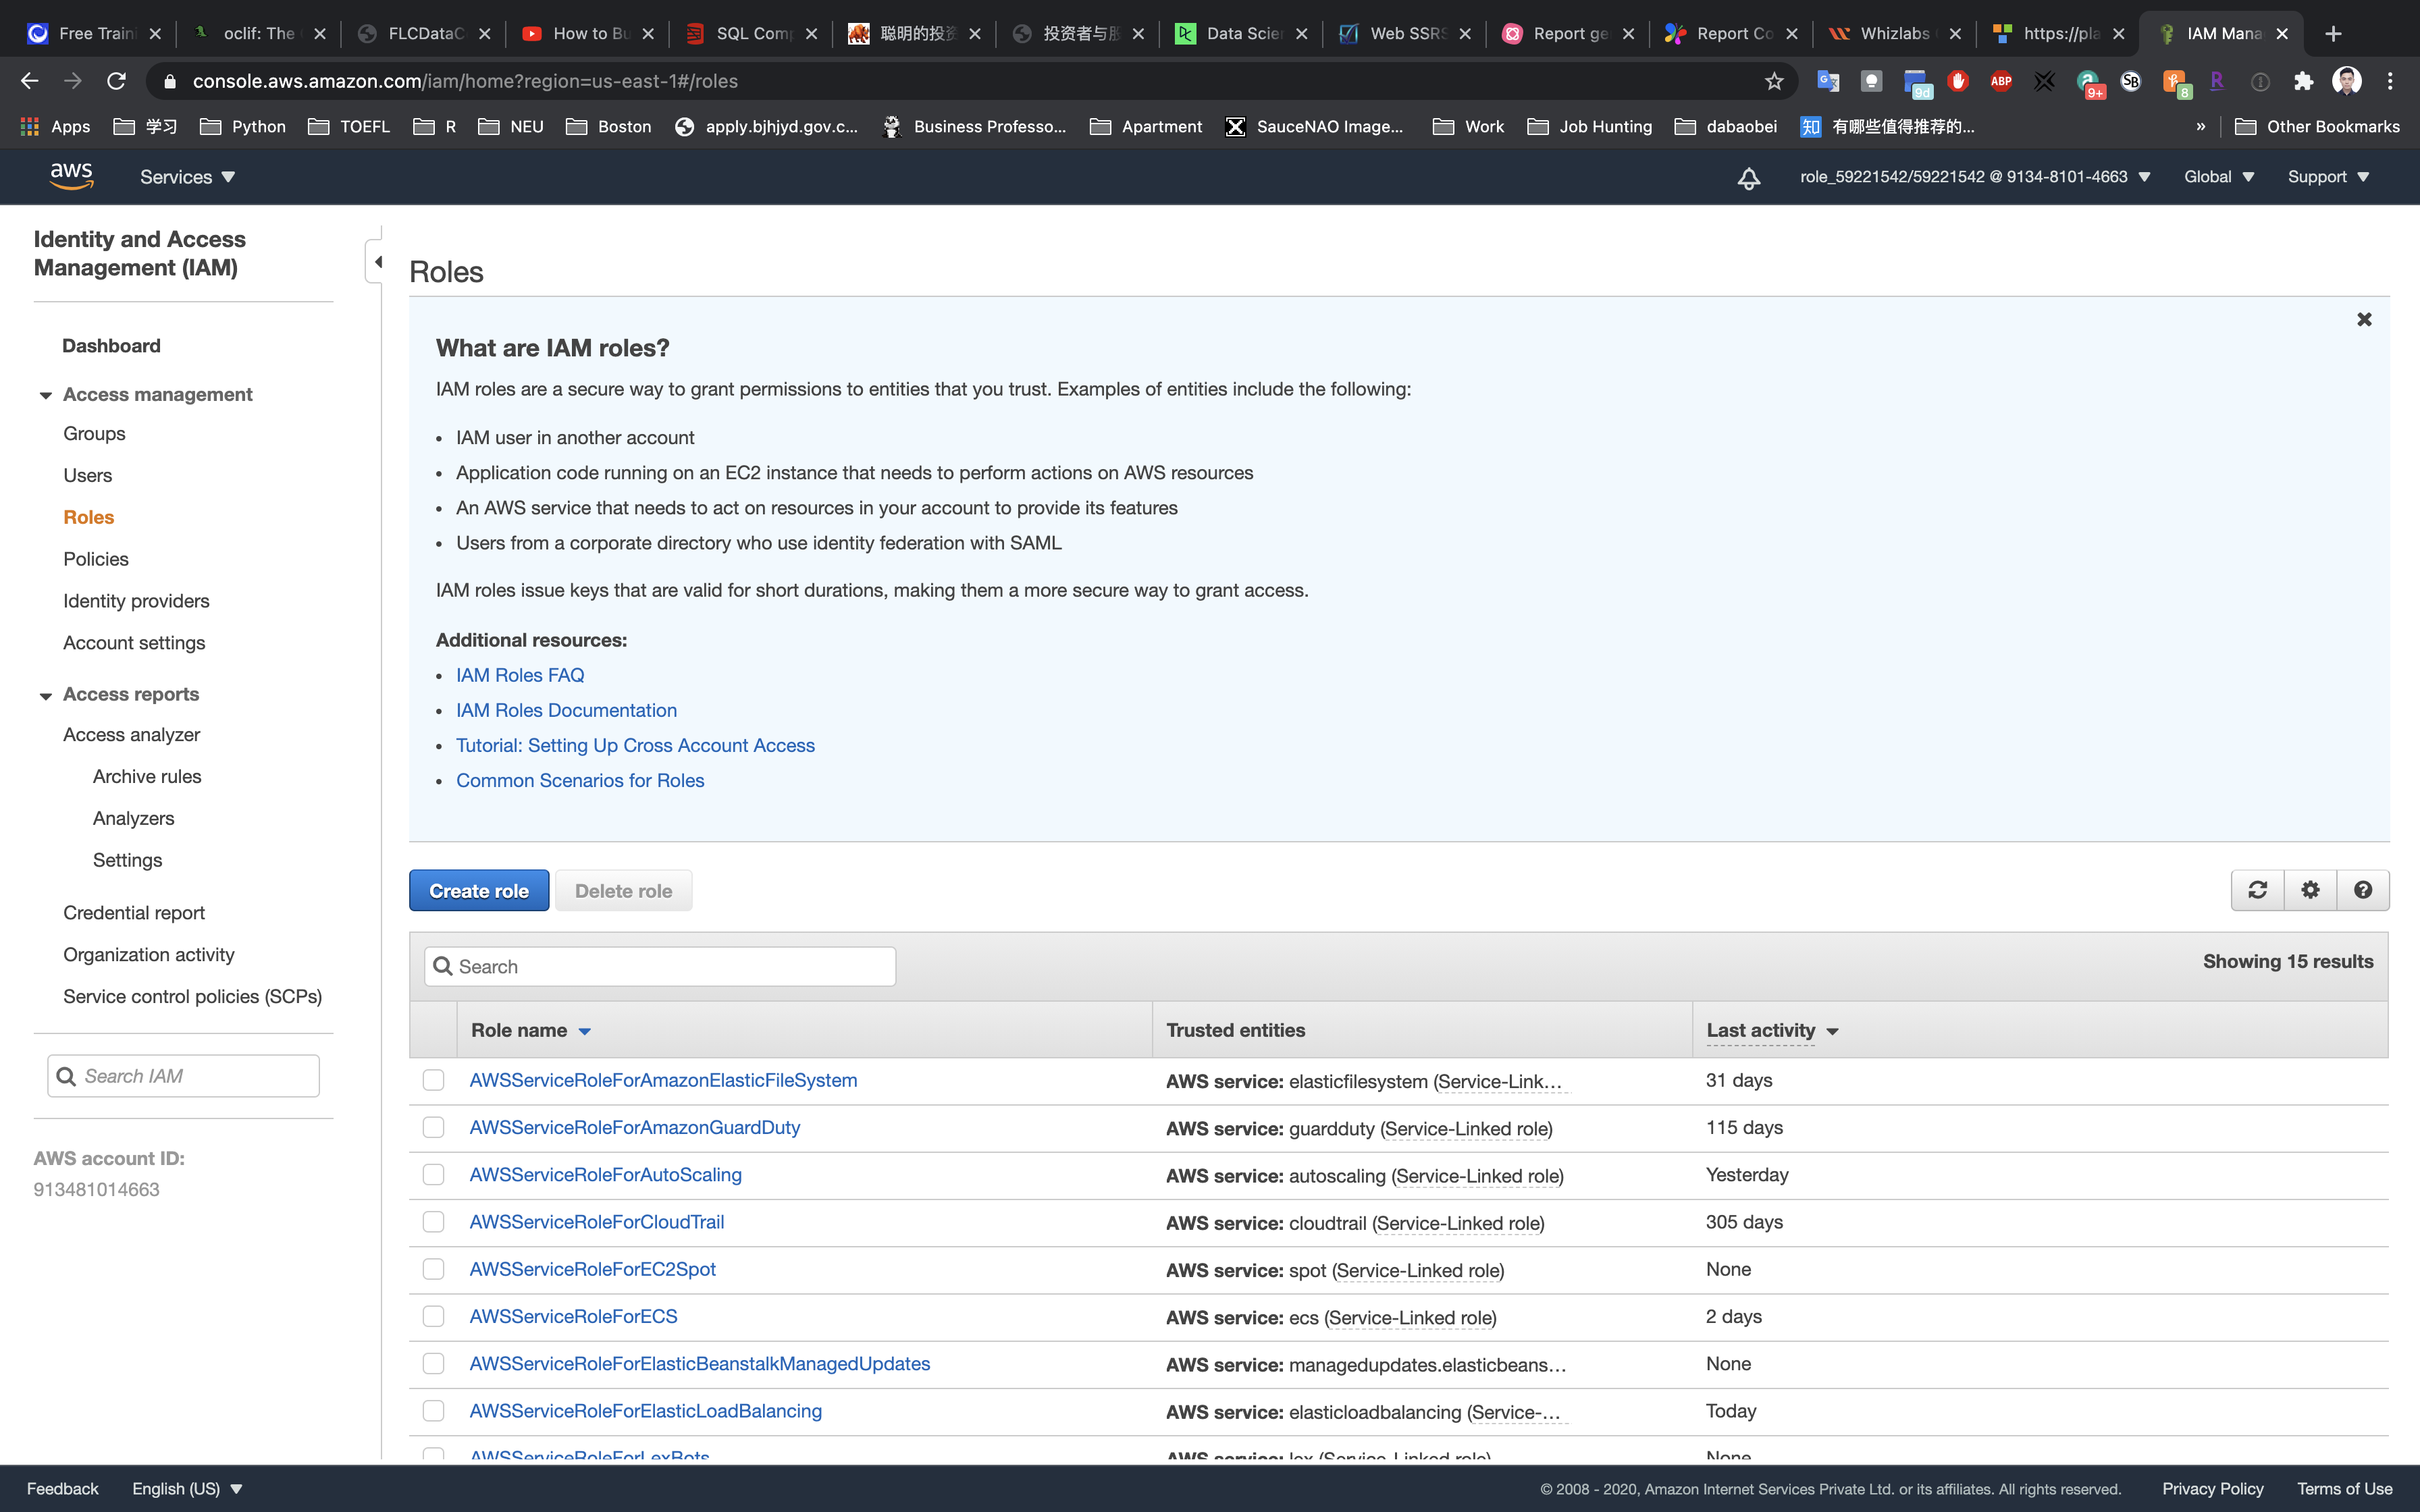 Free Traini
oclif: The
FLCDataC
How to Bu
SQL Comp
聪明的投资
投资者与股
Data Scien
Web SSRS
Report ge
Report Co
Whizlabs
https://pla
IAM Mana
console.aws.amazon.com/iam/home?region=us-east-1#/roles
9d
ABP
9+
SB
8
R
Apps
学习
Python
TOEFL
R
NEU
Boston
apply.bjhjyd.gov.c...
Business Professo...
Apartment
SauceNAO Image...
Work
Job Hunting
dabaobei
知 有哪些值得推荐的...
»
Other Bookmarks
aws
Services
role_59221542/59221542 @ 9134-8101-4663
Global
Support
Identity and Access
Management (IAM)
Dashboard
Access management
Groups
Users
Roles
Policies
Identity providers
Account settings
Access reports
Access analyzer
Archive rules
Analyzers
Settings
Credential report
Organization activity
Service control policies (SCPs)
Search IAM
AWS account ID:
913481014663
Roles
What are IAM roles?
IAM roles are a secure way to grant permissions to entities that you trust. Examples of entities include the following:
• IAM user in another account
• Application code running on an EC2 instance that needs to perform actions on AWS resources
• An AWS service that needs to act on resources in your account to provide its features
• Users from a corporate directory who use identity federation with SAML
IAM roles issue keys that are valid for short durations, making them a more secure way to grant access.
Additional resources:
• IAM Roles FAQ
• IAM Roles Documentation
• Tutorial: Setting Up Cross Account Access
• Common Scenarios for Roles
Create role
Delete role
Search
Showing 15 results
Role name Trusted entities Last activity
AWSServiceRoleForAmazonElasticFileSystem AWS service: elasticfilesystem (Service-Link... 31 days
AWSServiceRoleForAmazonGuardDuty AWS service: guardduty (Service-Linked role) 115 days
AWSServiceRoleForAutoScaling AWS service: autoscaling (Service-Linked role) Yesterday
AWSServiceRoleForCloudTrail AWS service: cloudtrail (Service-Linked role) 305 days
AWSServiceRoleForEC2Spot AWS service: spot (Service-Linked role) None
AWSServiceRoleForECS AWS service: ecs (Service-Linked role) 2 days
AWSServiceRoleForElasticBeanstalkManagedUpdates AWS service: managedupdates.elasticbeans... None
AWSServiceRoleForElasticLoadBalancing AWS service: elasticloadbalancing (Service-... Today
AWSServiceRoleForLexBots AWS service: lex (Service-Linked role) None
Feedback
English (US)
© 2008 - 2020, Amazon Internet Services Private Ltd. or its affiliates. All rights reserved.
Privacy Policy
Terms of Use